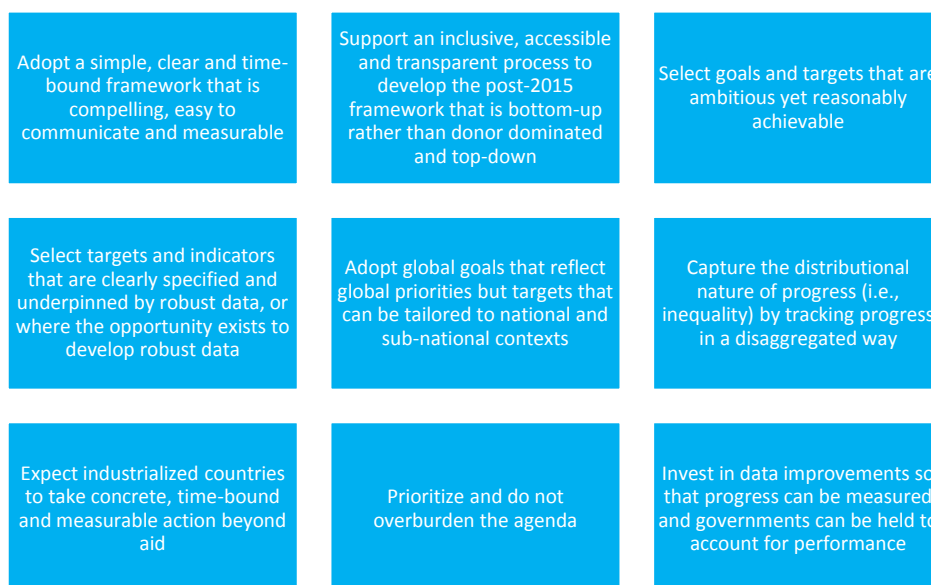 Adopt a simple, clear and time-
bound framework that is
compelling, easy to
communicate and measurable
Support an inclusive, accessible
and transparent process to
develop the post-2015
framework that is bottom-up
rather than donor dominated
and top-down
Select goals and targets that are
ambitious yet reasonably
achievable
Select targets and indicators
that are clearly specified and
underpinned by robust data, or
where the opportunity exists to
develop robust data
Adopt global goals that reflect
global priorities but targets that
can be tailored to national and
sub-national contexts
Capture the distributional
nature of progress (i.e.,
inequality) by tracking progress
in a disaggregated way
Expect industrialized countries
to take concrete, time-bound
and measurable action beyond
aid
Prioritize and do not
overburden the agenda
Invest in data improvements so
that progress can be measured
and governments can be held to
account for performance